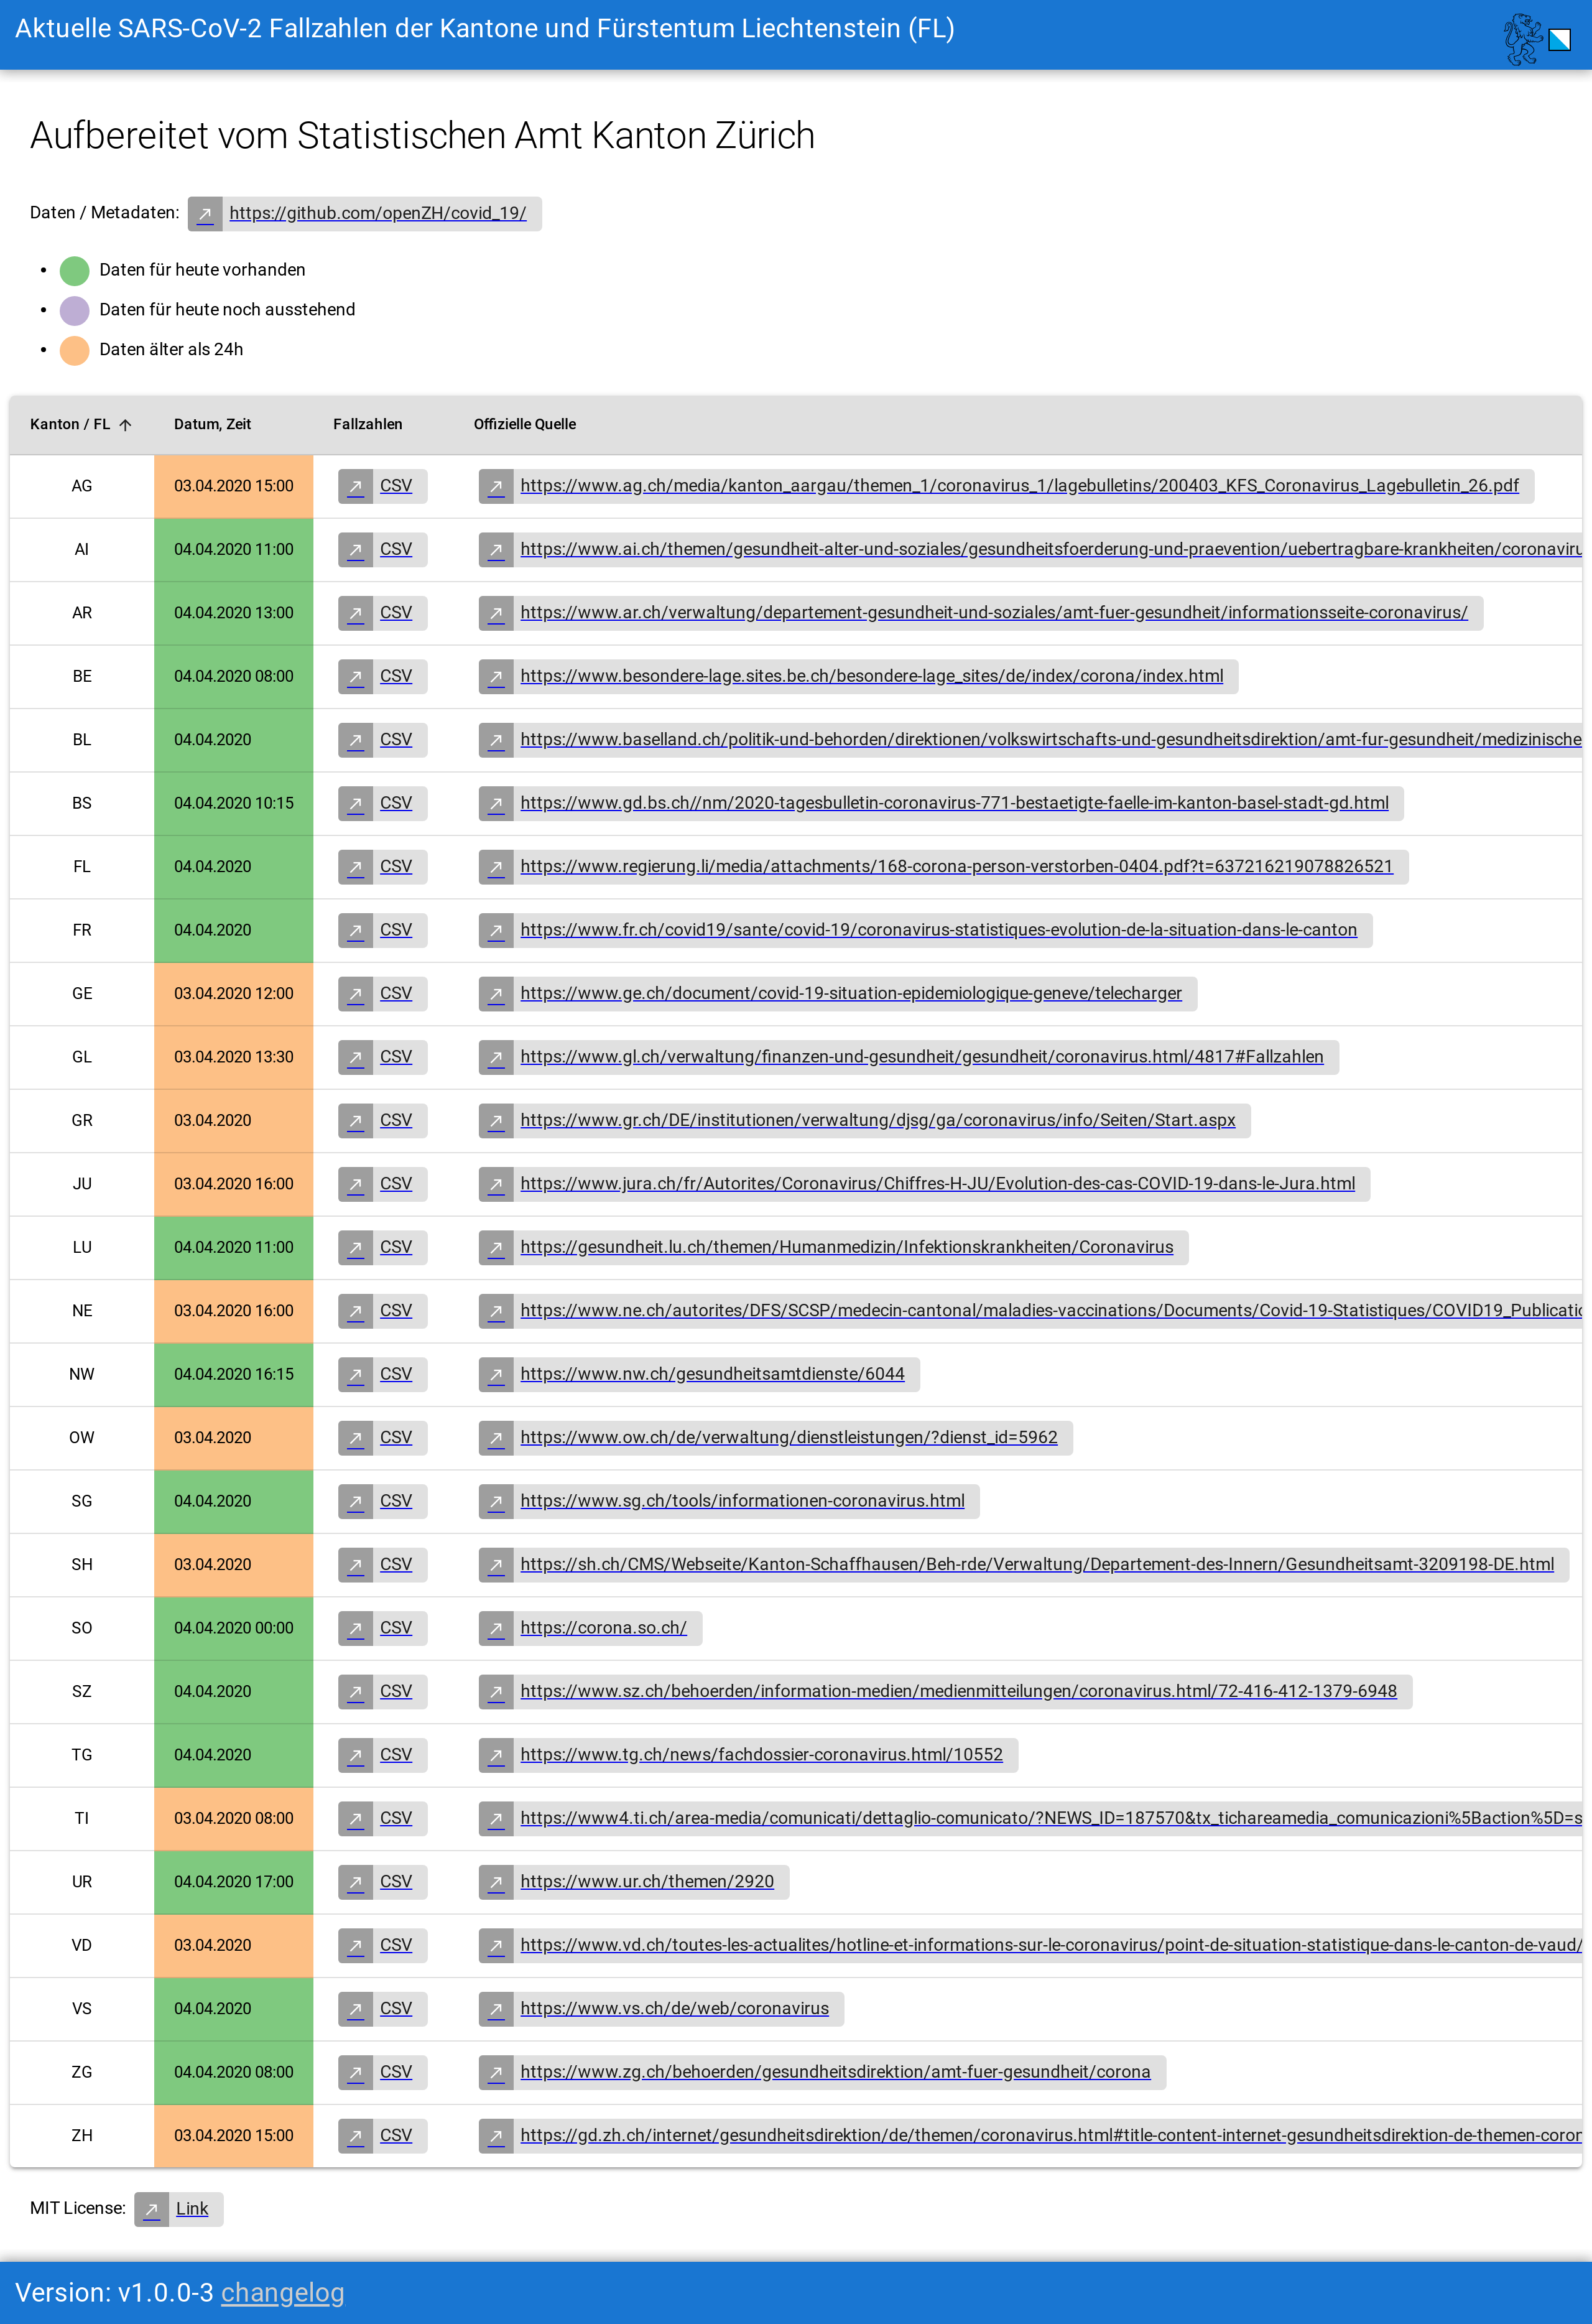 Aktuelle SARS-CoV-2 Fallzahlen der Kantone und Fürstentum Liechtenstein (FL)
Aufbereitet vom Statistischen Amt Kanton Zürich
Daten / Metadaten: https://github.com/openZH/covid_19/
Daten für heute vorhanden
Daten für heute noch ausstehend
Daten älter als 24h
Kanton / FL Datum, Zeit Fallzahlen Offizielle Quelle
AG 03.04.2020 15:00 CSV https://www.ag.ch/media/kanton_aargau/themen_1/coronavirus_1/lagebulletins/200403_KFS_Coronavirus_Lagebulletin_26.pdf
AI 04.04.2020 11:00 CSV https://www.ai.ch/themen/gesundheit-alter-und-soziales/gesundheitsfoerderung-und-praevention/uebertragbare-krankheiten/coronaviru
AR 04.04.2020 13:00 CSV https://www.ar.ch/verwaltung/departement-gesundheit-und-soziales/amt-fuer-gesundheit/informationsseite-coronavirus/
BE 04.04.2020 08:00 CSV https://www.besondere-lage.sites.be.ch/besondere-lage_sites/de/index/corona/index.html
BL 04.04.2020 CSV https://www.baselland.ch/politik-und-behorden/direktionen/volkswirtschafts-und-gesundheitsdirektion/amt-fur-gesundheit/medizinische
BS 04.04.2020 10:15 CSV https://www.gd.bs.ch//nm/2020-tagesbulletin-coronavirus-771-bestaetigte-faelle-im-kanton-basel-stadt-gd.html
FL 04.04.2020 CSV https://www.regierung.li/media/attachments/168-corona-person-verstorben-0404.pdf?t=637216219078826521
FR 04.04.2020 CSV https://www.fr.ch/covid19/sante/covid-19/coronavirus-statistiques-evolution-de-la-situation-dans-le-canton
GE 03.04.2020 12:00 CSV https://www.ge.ch/document/covid-19-situation-epidemiologique-geneve/telecharger
GL 03.04.2020 13:30 CSV https://www.gl.ch/verwaltung/finanzen-und-gesundheit/gesundheit/coronavirus.html/4817#Fallzahlen
GR 03.04.2020 CSV https://www.gr.ch/DE/institutionen/verwaltung/djsg/ga/coronavirus/info/Seiten/Start.aspx
JU 03.04.2020 16:00 CSV https://www.jura.ch/fr/Autorites/Coronavirus/Chiffres-H-JU/Evolution-des-cas-COVID-19-dans-le-Jura.html
LU 04.04.2020 11:00 CSV https://gesundheit.lu.ch/themen/Humanmedizin/Infektionskrankheiten/Coronavirus
NE 03.04.2020 16:00 CSV https://www.ne.ch/autorites/DFS/SCSP/medecin-cantonal/maladies-vaccinations/Documents/Covid-19-Statistiques/COVID19_Publicatio
NW 04.04.2020 16:15 CSV https://www.nw.ch/gesundheitsamtdienste/6044
OW 03.04.2020 CSV https://www.ow.ch/de/verwaltung/dienstleistungen/?dienst_id=5962
SG 04.04.2020 CSV https://www.sg.ch/tools/informationen-coronavirus.html
SH 03.04.2020 CSV https://sh.ch/CMS/Webseite/Kanton-Schaffhausen/Beh-rde/Verwaltung/Departement-des-Innern/Gesundheitsamt-3209198-DE.html
SO 04.04.2020 00:00 CSV https://corona.so.ch/
SZ 04.04.2020 CSV https://www.sz.ch/behoerden/information-medien/medienmitteilungen/coronavirus.html/72-416-412-1379-6948
TG 04.04.2020 CSV https://www.tg.ch/news/fachdossier-coronavirus.html/10552
TI 03.04.2020 08:00 CSV https://www4.ti.ch/area-media/comunicati/dettaglio-comunicato/?NEWS_ID=187570&tx_tichareamedia_comunicazioni%5Baction%5D=s
UR 04.04.2020 17:00 CSV https://www.ur.ch/themen/2920
VD 03.04.2020 CSV https://www.vd.ch/toutes-les-actualites/hotline-et-informations-sur-le-coronavirus/point-de-situation-statistique-dans-le-canton-de-vaud/
VS 04.04.2020 CSV https://www.vs.ch/de/web/coronavirus
ZG 04.04.2020 08:00 CSV https://www.zg.ch/behoerden/gesundheitsdirektion/amt-fuer-gesundheit/corona
ZH 03.04.2020 15:00 CSV https://gd.zh.ch/internet/gesundheitsdirektion/de/themen/coronavirus.html#title-content-internet-gesundheitsdirektion-de-themen-coron
MIT License: Link
Version: v1.0.0-3 changelog